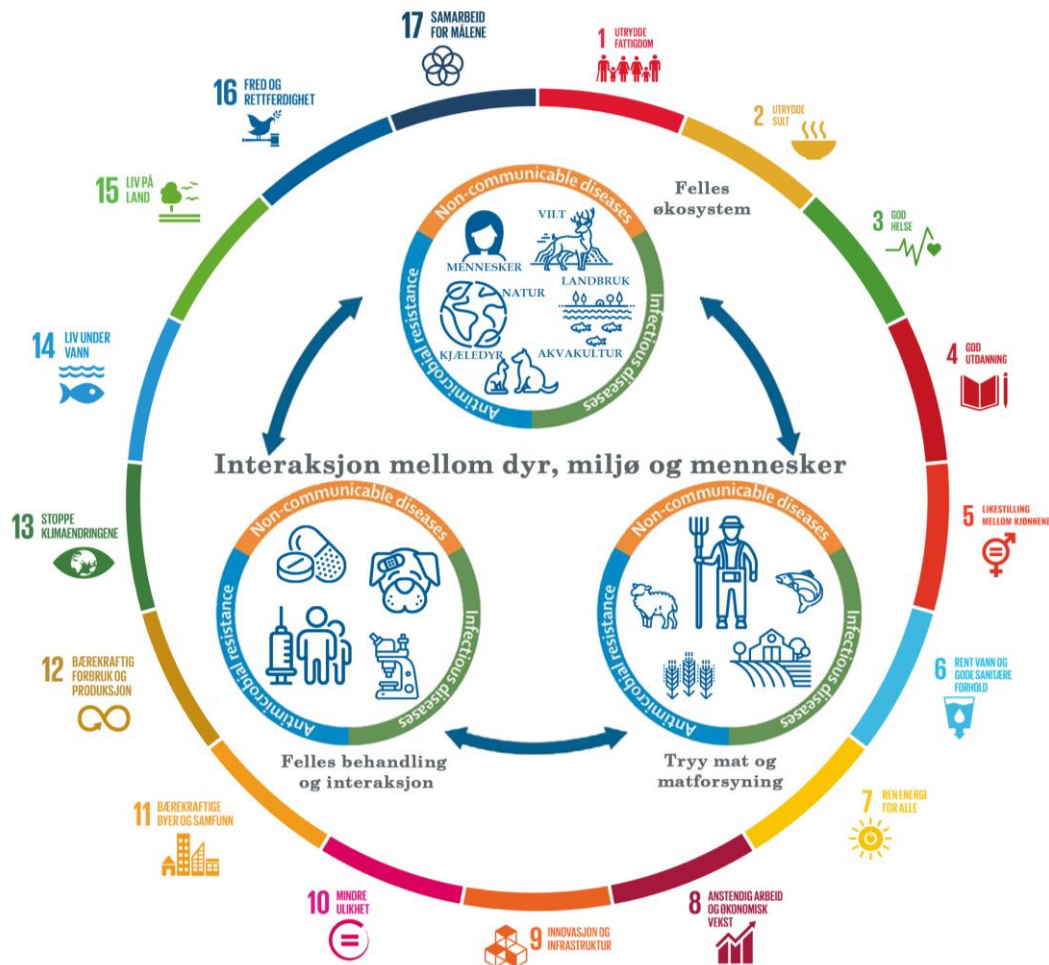 17 SAMARBEID
FOR MÅLENE
1 UTRYDDE
FATTIGDOM
16 FRED OG
RETTFERDIGHET
2 UTRYDDE
SULT
15 LIV PÅ
LAND
3 GOD
HELSE
14 LIV UNDER
VANN
4 GOD
UTDANNING
13 STOPPE
KLIMAENDRINGENE
5 LIKESTILLING
MELLOM KJØNNENE
12 BÆREKRAFTIG
FORBRUK OG
PRODUKSJON
6 RENT VANN OG
GODE SANITÆRE
FORHOLD
11 BÆREKRAFTIGE
BYER OG SAMFUNN
7 REN ENERGI
FOR ALLE
10 MINDRE
ULIKHET
9 INNOVASJON OG
INFRASTRUKTUR
8 ANSTENDIG ARBEID
OG ØKONOMISK
VEKST
Felles
økosystem
Non-communicable diseases
Antimicrobial resistance
Infectious diseases
VILT
MENNESKER
LANDBRUK
NATUR
KJÆLEDYR
AKVAKULTUR
Interaksjon mellom dyr, miljø og mennesker
Non-communicable diseases
Antimicrobial resistance
Infectious diseases
Felles behandling
og interaksjon
Non-communicable diseases
Antimicrobial resistance
Infectious diseases
Tryy mat og
matforsyning